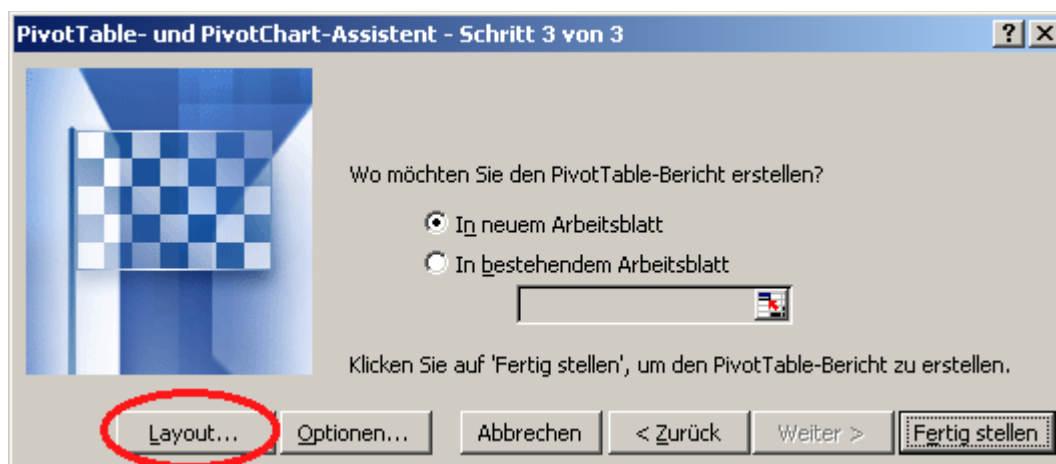 PivotTable- und PivotChart-Assistent - Schritt 3 von 3
Wo möchten Sie den PivotTable-Bericht erstellen?
In neuem Arbeitsblatt
In bestehendem Arbeitsblatt
Klicken Sie auf 'Fertig stellen', um den PivotTable-Bericht zu erstellen.
Layout... Optionen... Abbrechen < Zurück Weiter > Fertig stellen